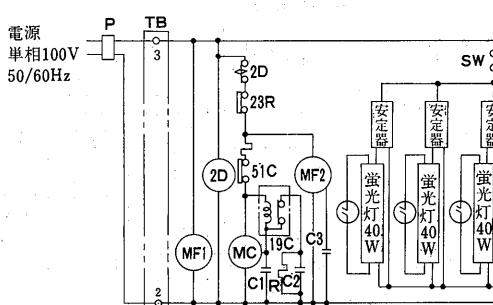 電源
単相100V
50/60Hz
P
TB
3
2D
23R
51C
2D
MF2
MF1
MC
19C
C3
C1
R
C2
2
SW
安定器
安定器
安定器
蛍光灯40W
蛍光灯40W
蛍光灯40W